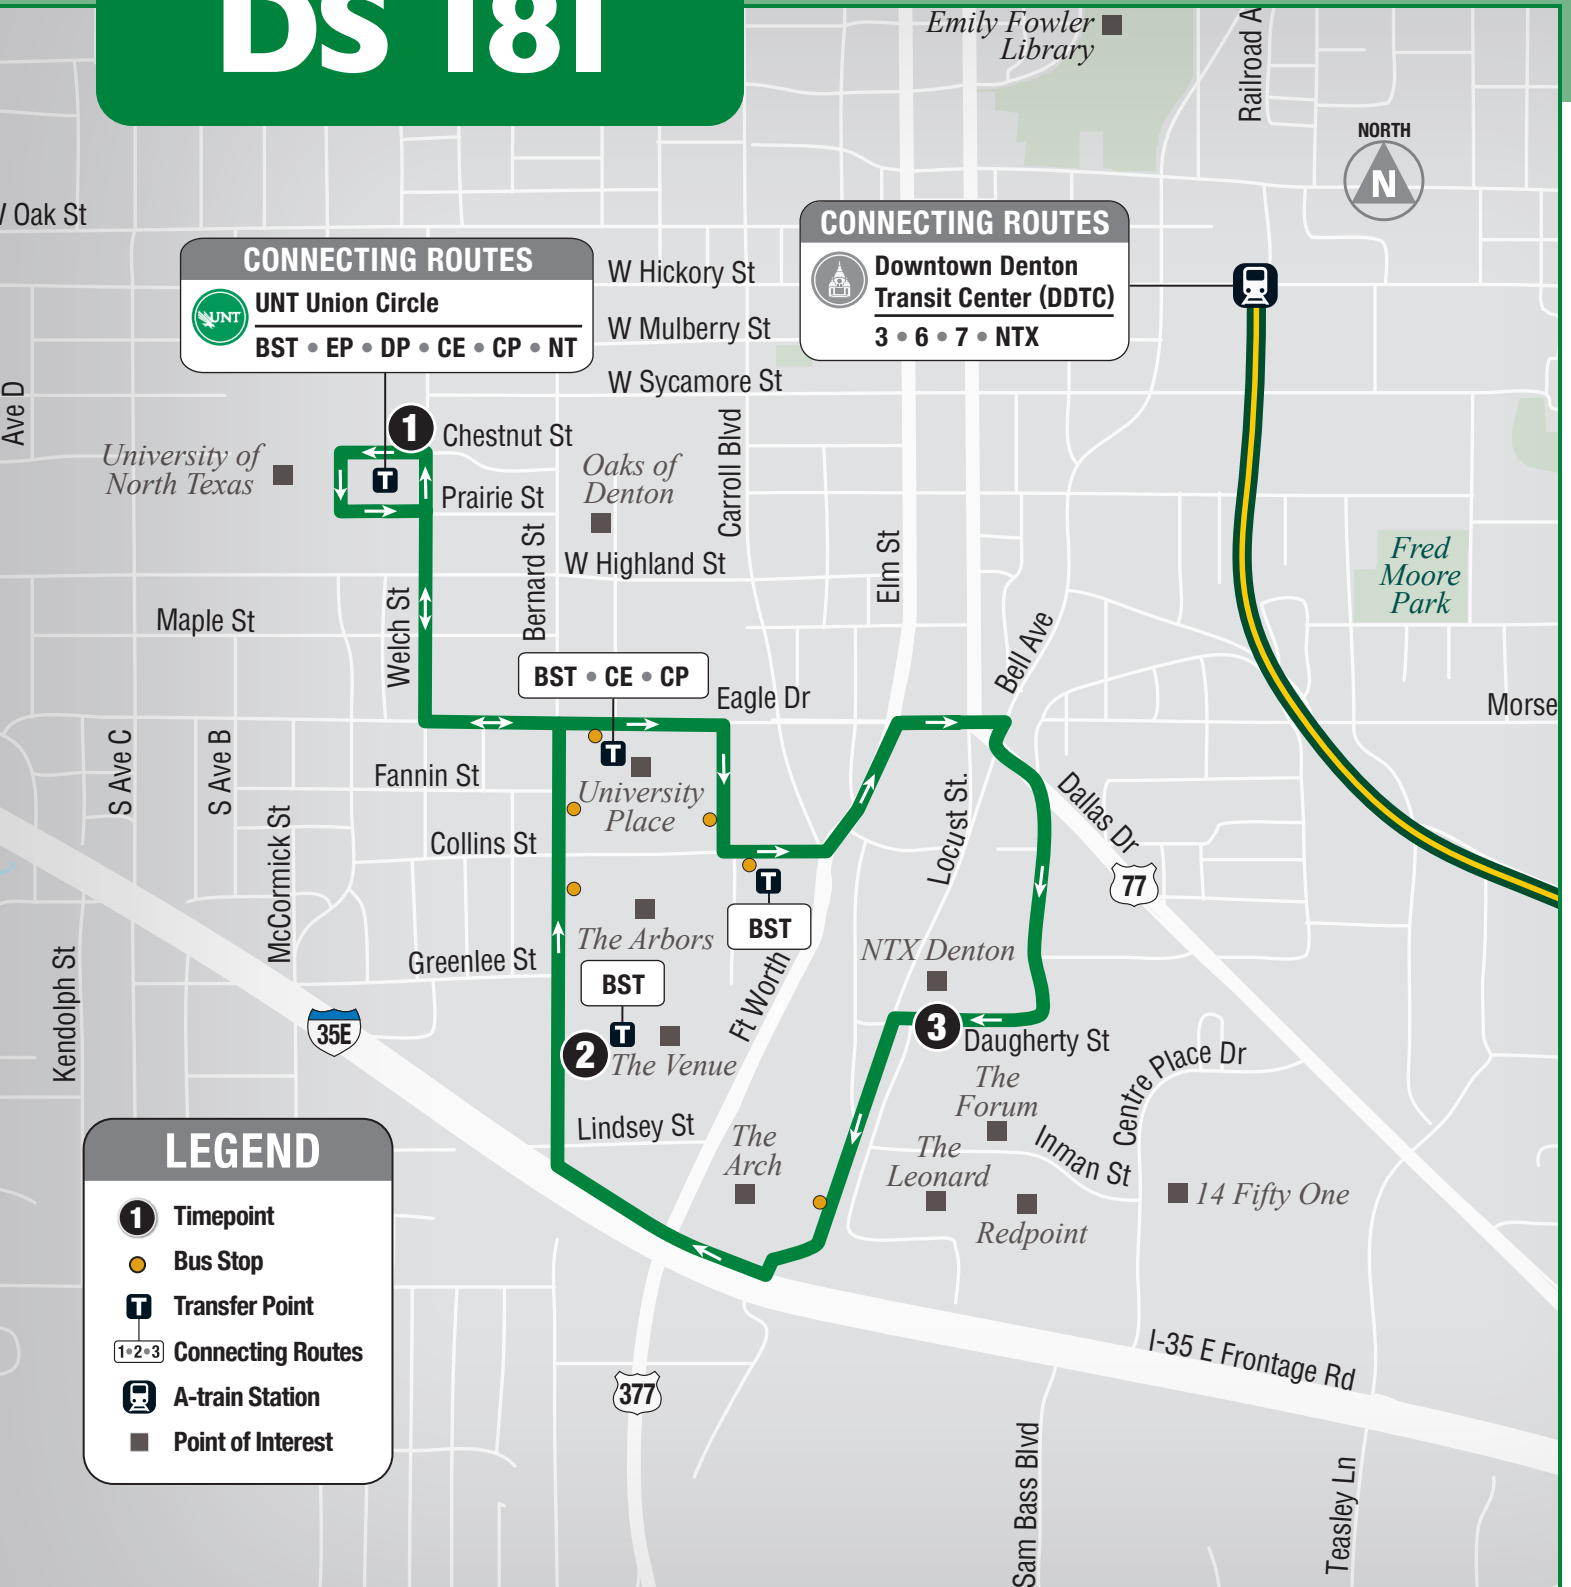 DS 181
Emily Fowler
Library
Railroad A
NORTH
N
Oak St
CONNECTING ROUTES
UNT
UNT Union Circle
BST • EP • DP • CE • CP • NT
W Hickory St
W Mulberry St
W Sycamore St
CONNECTING ROUTES
Downtown Denton
Transit Center (DDTC)
3 • 6 • 7 • NTX
Ave D
1
Chestnut St
University of
North Texas
T
Prairie St
Oaks of
Denton
Carroll Blvd
Bernard St
W Highland St
Elm St
Fred
Moore
Park
Maple St
Welch St
Bell Ave
BST • CE • CP
Eagle Dr
Morse
S Ave C
S Ave B
Fannin St
T
University
Place
McCormick St
Collins St
Locust St.
Dallas Dr
77
T
BST
The Arbors
Greenlee St
NTX Denton
Kendolph St
BST
Ft Worth
35E
2
T
The Venue
3
Daugherty St
Centre Place Dr
The
Forum
Lindsey St
The
Arch
The
Leonard
Inman St
14 Fifty One
Redpoint
LEGEND
1 Timepoint
Bus Stop
T Transfer Point
1•2•3 Connecting Routes
A-train Station
Point of Interest
I-35 E Frontage Rd
377
Sam Bass Blvd
Teasley Ln